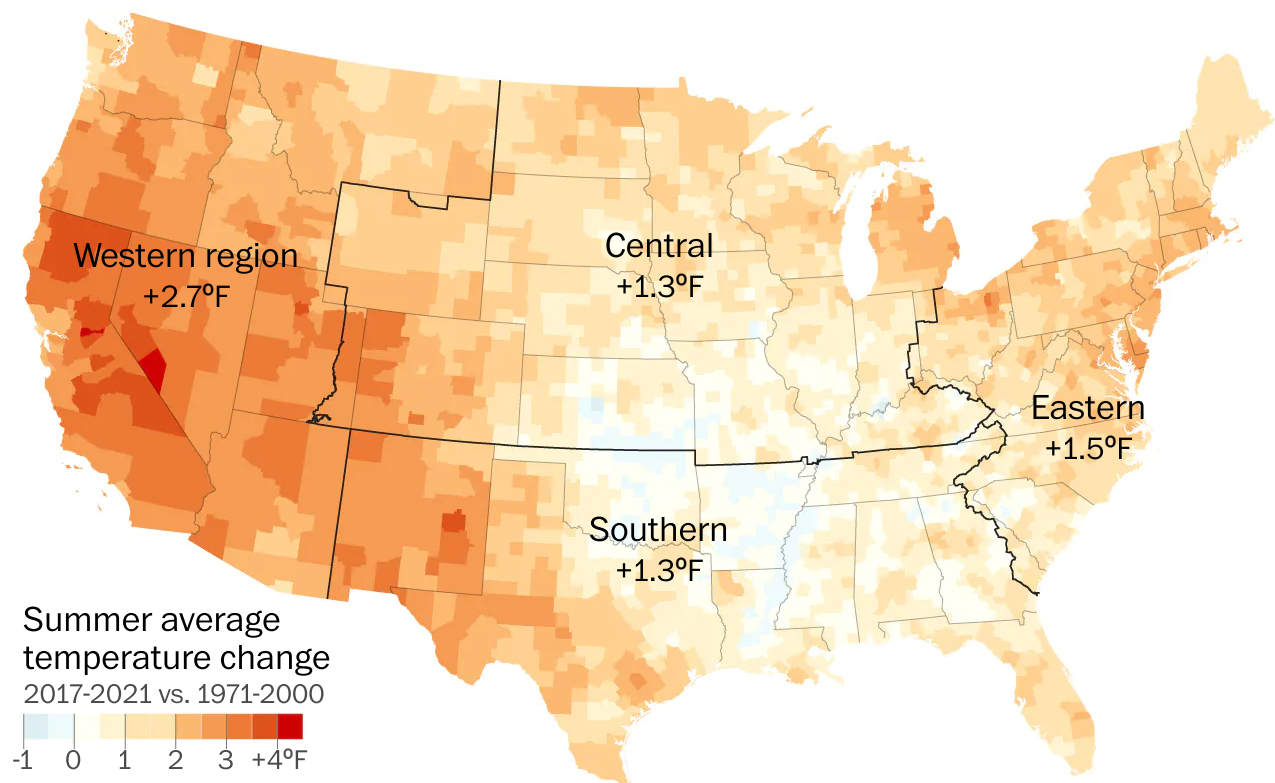 Western region
+2.7ºF
Central
+1.3ºF
Eastern
+1.5ºF
Southern
+1.3ºF
Summer average
temperature change
2017-2021 vs. 1971-2000
-1 0 1 2 3 +4ºF